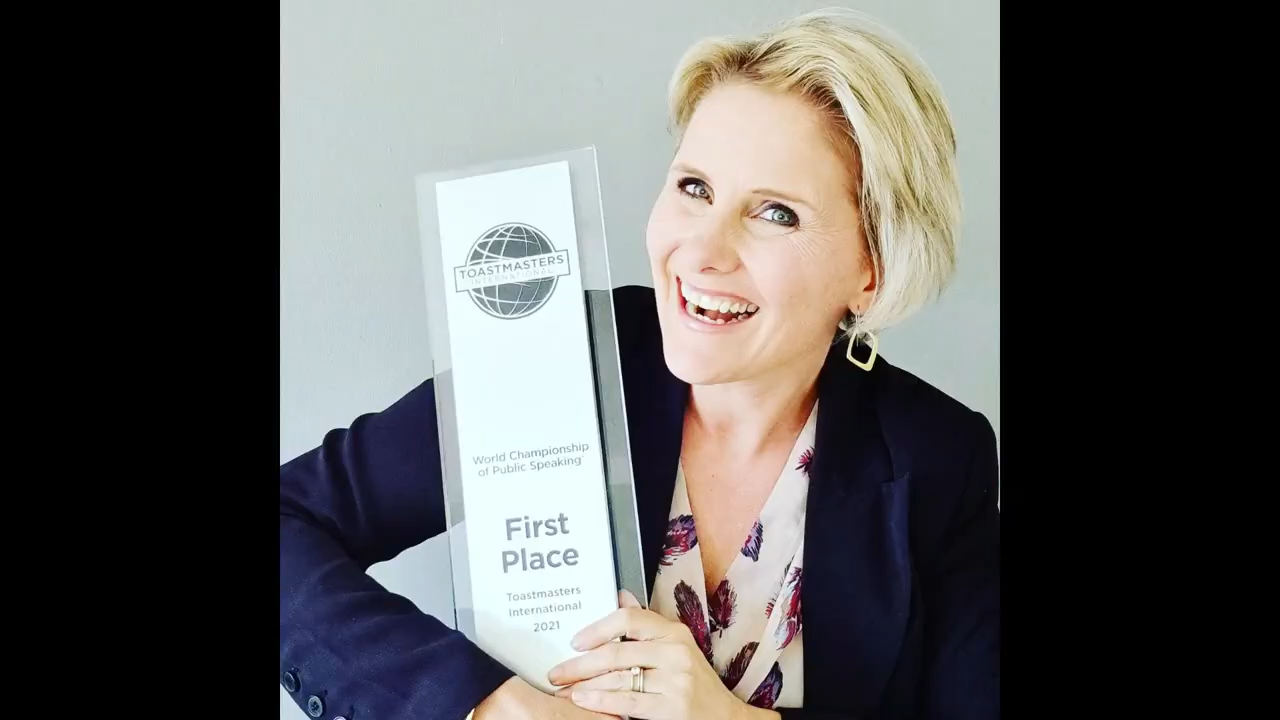 TOASTMASTERS
INTERNATIONAL
World Championship
of Public Speaking
First
Place
Toastmasters
International
2021